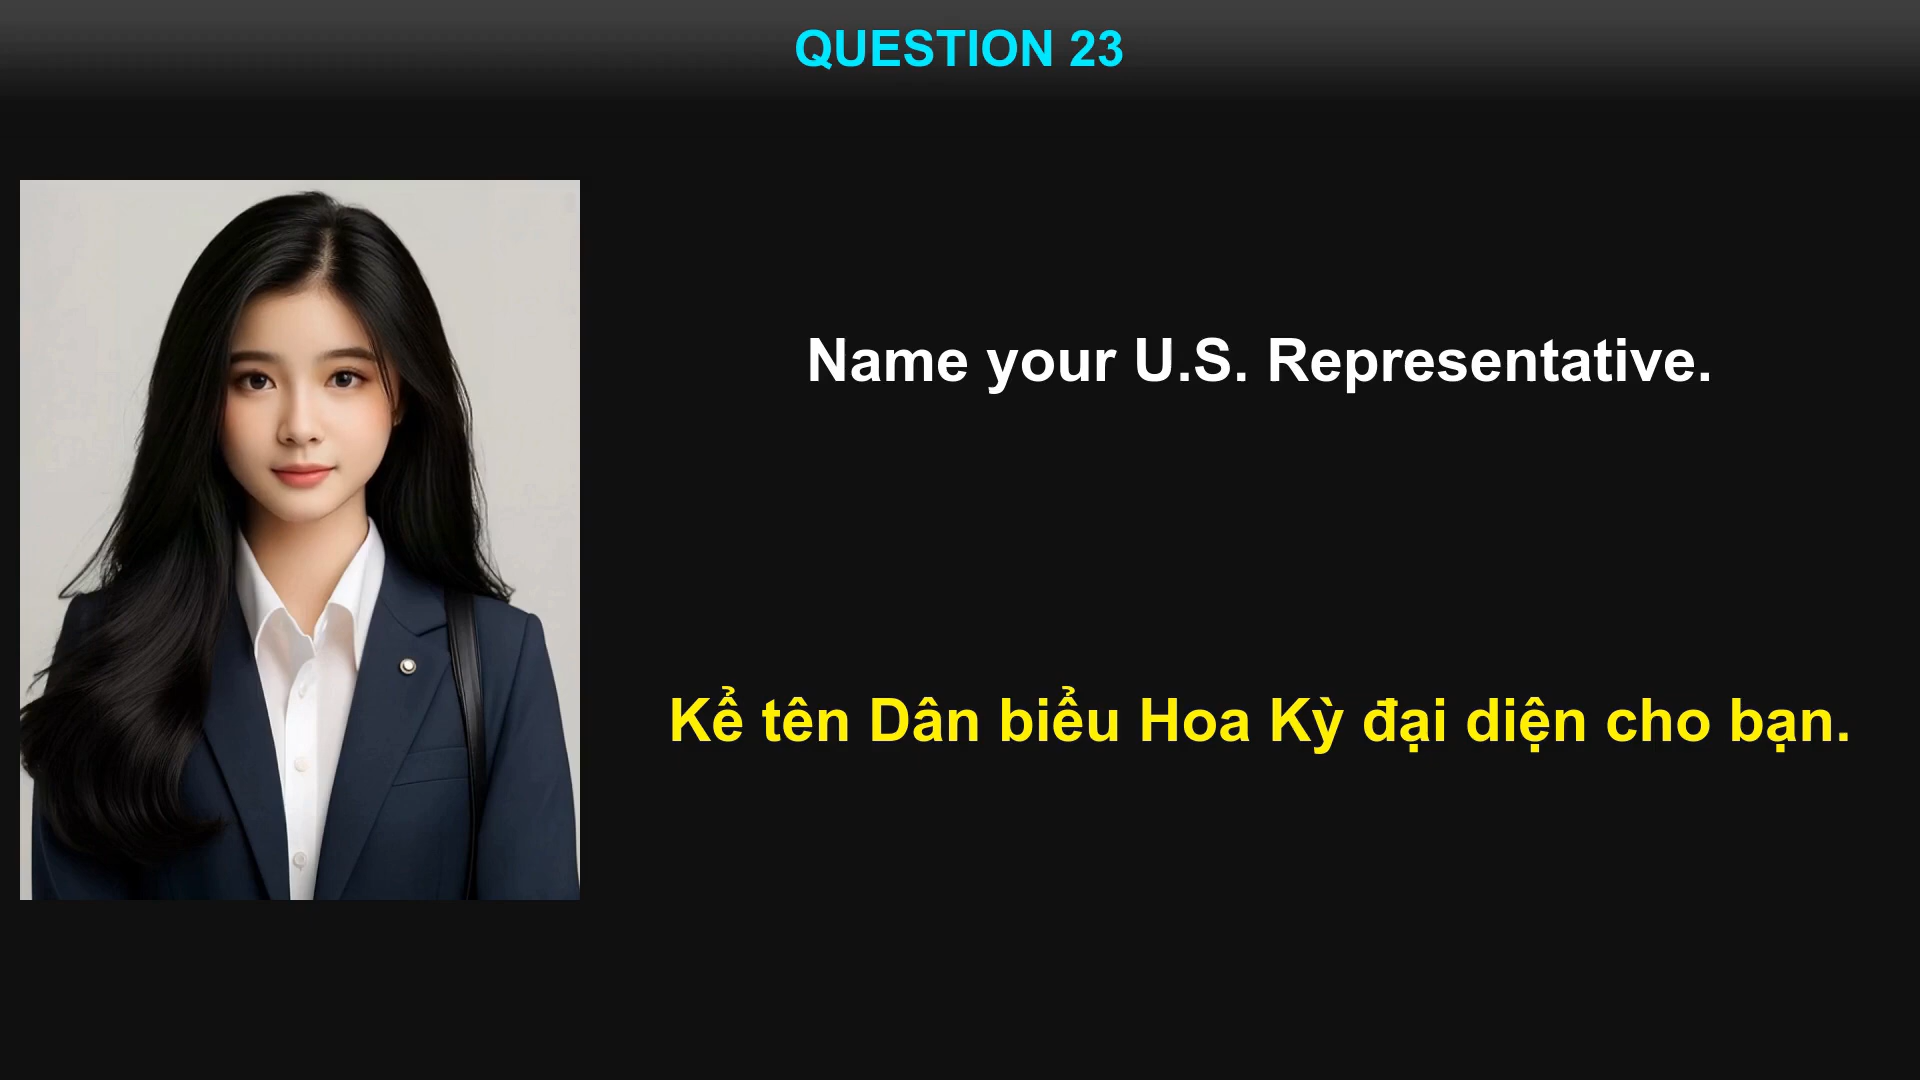 QUESTION 23
Name your U.S. Representative.
Kể tên Dân biểu Hoa Kỳ đại diện cho bạn.